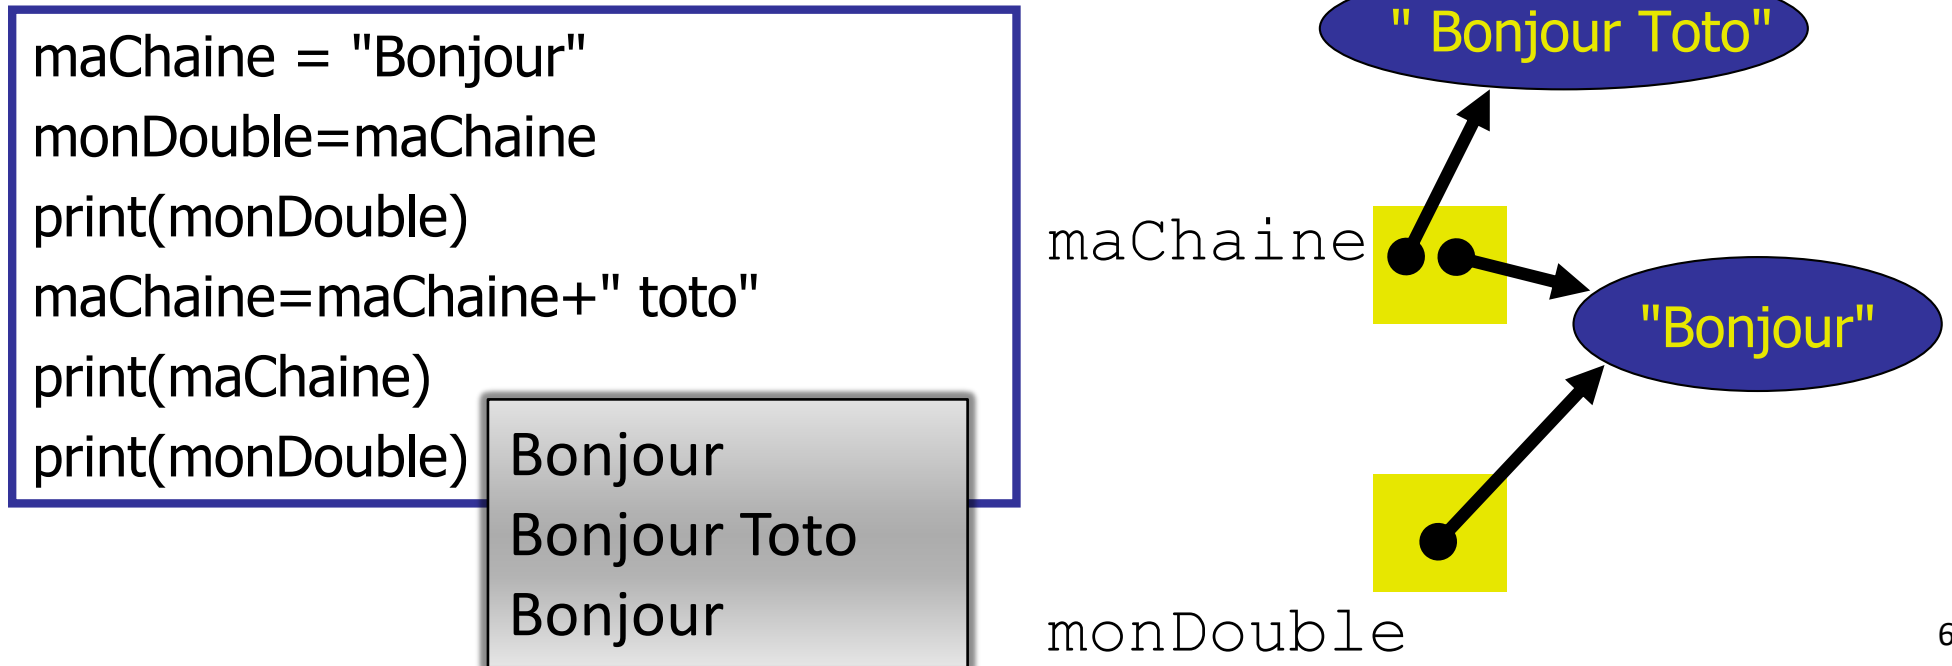 maChaine = "Bonjour"
monDouble=maChaine
print(monDouble)
maChaine=maChaine+" toto"
print(maChaine)
print(monDouble)
Bonjour
Bonjour Toto
Bonjour
" Bonjour Toto"
maChaine
"Bonjour"
monDouble
6